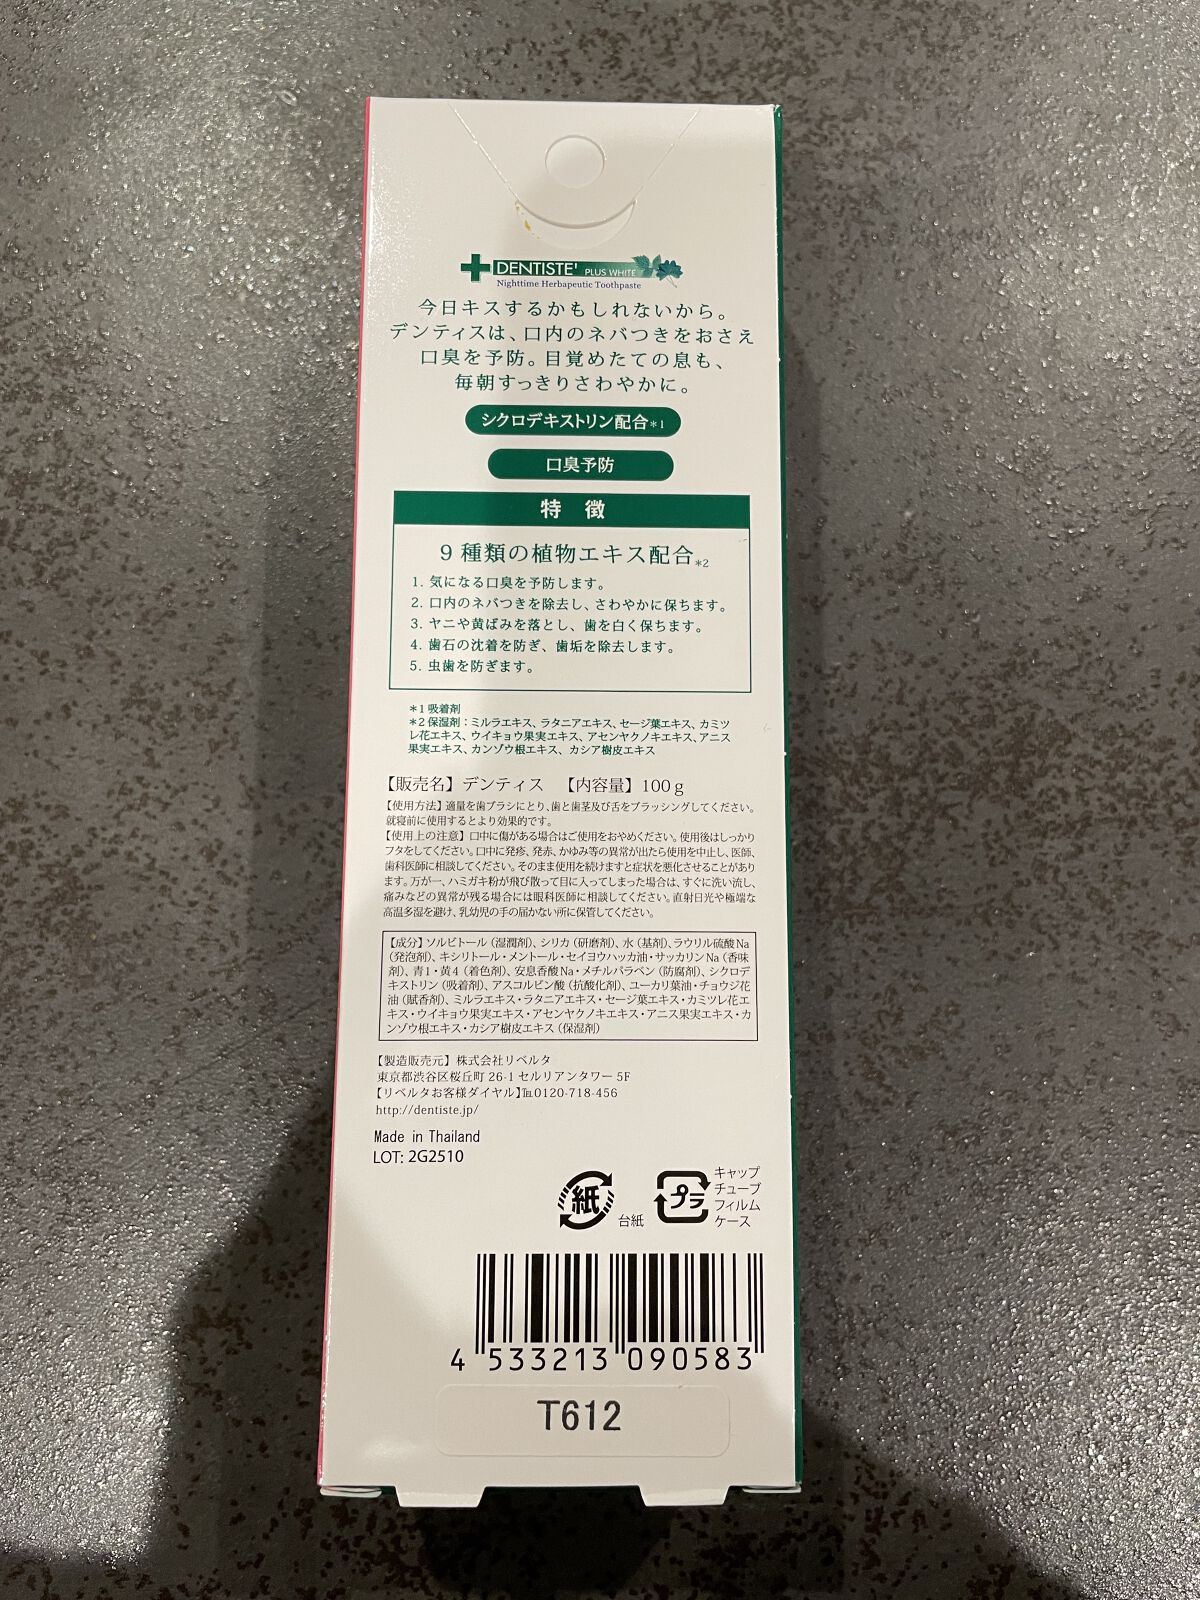 DENTISTE' PLUS WHITE
Nighttime Herbapeutic Toothpaste
今日キスするかもしれないから。
デンティスは、口内のネバつきをおさえ
口臭を予防。目覚めたての息も、
毎朝すっきりさわやかに。
シクロデキストリン配合*1
口臭予防
特 徴
9種類の植物エキス配合*2
1. 気になる口臭を予防します。
2. 口内のネバつきを除去し、さわやかに保ちます。
3. ヤニや黄ばみを落とし、歯を白く保ちます。
4. 歯石の沈着を防ぎ、歯垢を除去します。
5. 虫歯を防ぎます。
*1吸着剤
*2保湿剤：ミルラエキス、ラタニアエキス、セージ葉エキス、カミツ
レ花エキス、ウイキョウ果実エキス、アセンヤクノキエキス、アニス
果実エキス、カンゾウ根エキス、カシア樹皮エキス
【販売名】デンティス 【内容量】100g
【使用方法】適量を歯ブラシにとり、歯と歯茎及び舌をブラッシングしてください。
就寝前に使用するとより効果的です。
【使用上の注意】口中に傷がある場合はご使用をおやめください。使用後はしっかり
フタをしてください。口中に発疹、発赤、かゆみ等の異常が出たら使用を中止し、医師、
歯科医師に相談してください。そのまま使用を続けますと症状を悪化させることがあり
ます。万が一、ハミガキ粉が飛び散って目に入ってしまった場合は、すぐに洗い流し、
痛みなどの異常が残る場合には眼科医師に相談してください。直射日光や極端な
高温多湿を避け、乳幼児の手の届かない所に保管してください。
【成分】ソルビトール（湿潤剤）、シリカ（研磨剤）、水（基剤）、ラウリル硫酸Na
（発泡剤）、キシリトール・メントール・セイヨウハッカ油・サッカリンNa（香味
剤）、青1・黄4（着色剤）、安息香酸Na・メチルパラベン（防腐剤）、シクロデ
キストリン（吸着剤）、アスコルビン酸（抗酸化剤）、ユーカリ葉油・チョウジ花
油（賦香剤）、ミルラエキス・ラタニアエキス・セージ葉エキス・カミツレ花エ
キス・ウイキョウ果実エキス・アセンヤクノキエキス・アニス果実エキス・カ
ンゾウ根エキス・カシア樹皮エキス（保湿剤）
【製造販売元】株式会社リベルタ
東京都渋谷区桜丘町26-1セルリアンタワー5F
【リベルタお客様ダイヤル】℡0120-718-456
http://dentiste.jp/
Made in Thailand
LOT: 2G2510
紙
台紙
プラ
キャップ
チューブ
フィルム
ケース
4 533213 090583
T612